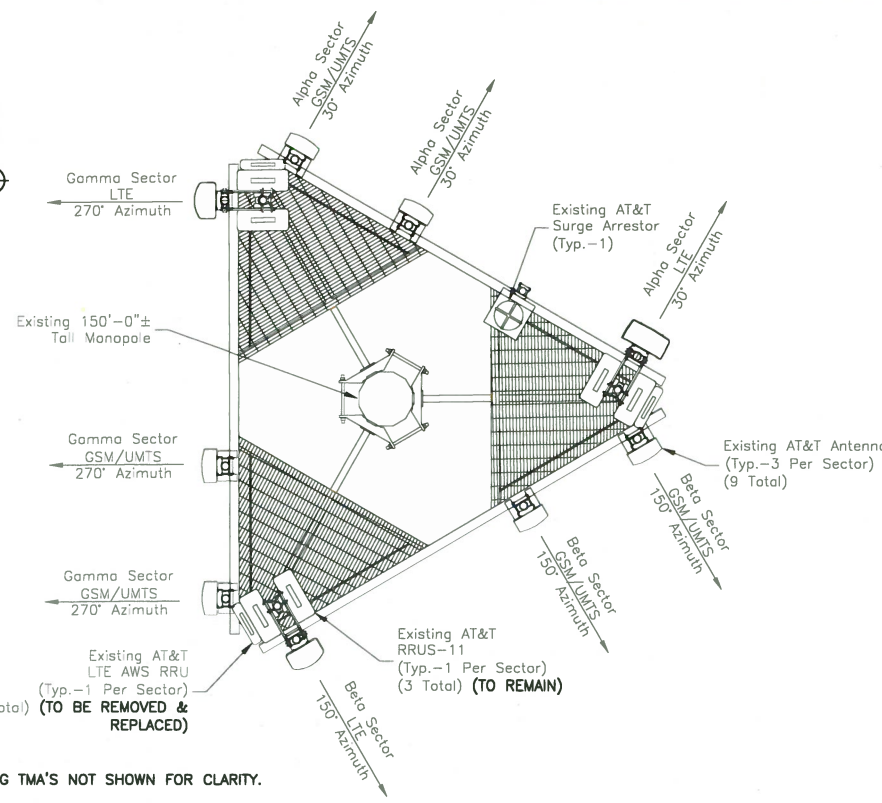 Alpha Sector
GSM/UMTS
30° Azimuth
Alpha Sector
GSM/UMTS
30° Azimuth
Gamma Sector
LTE
270° Azimuth
Existing AT&T
Surge Arrestor
(Typ.-1)
Alpha Sector
LTE
30° Azimuth
Existing 150'-0"±
Tall Monopole
Gamma Sector
GSM/UMTS
270° Azimuth
Existing AT&T Antenna
(Typ.-3 Per Sector)
(9 Total)
Beta Sector
GSM/UMTS
150° Azimuth
Beta Sector
GSM/UMTS
150° Azimuth
Gamma Sector
GSM/UMTS
270° Azimuth
Existing AT&T
RRUS-11
(Typ.-1 Per Sector)
(3 Total) (TO REMAIN)
Existing AT&T
LTE AWS RRU
(Typ.-1 Per Sector)
otal) (TO BE REMOVED &
REPLACED)
Beta Sector
LTE
150° Azimuth
G TMA'S NOT SHOWN FOR CLARITY.